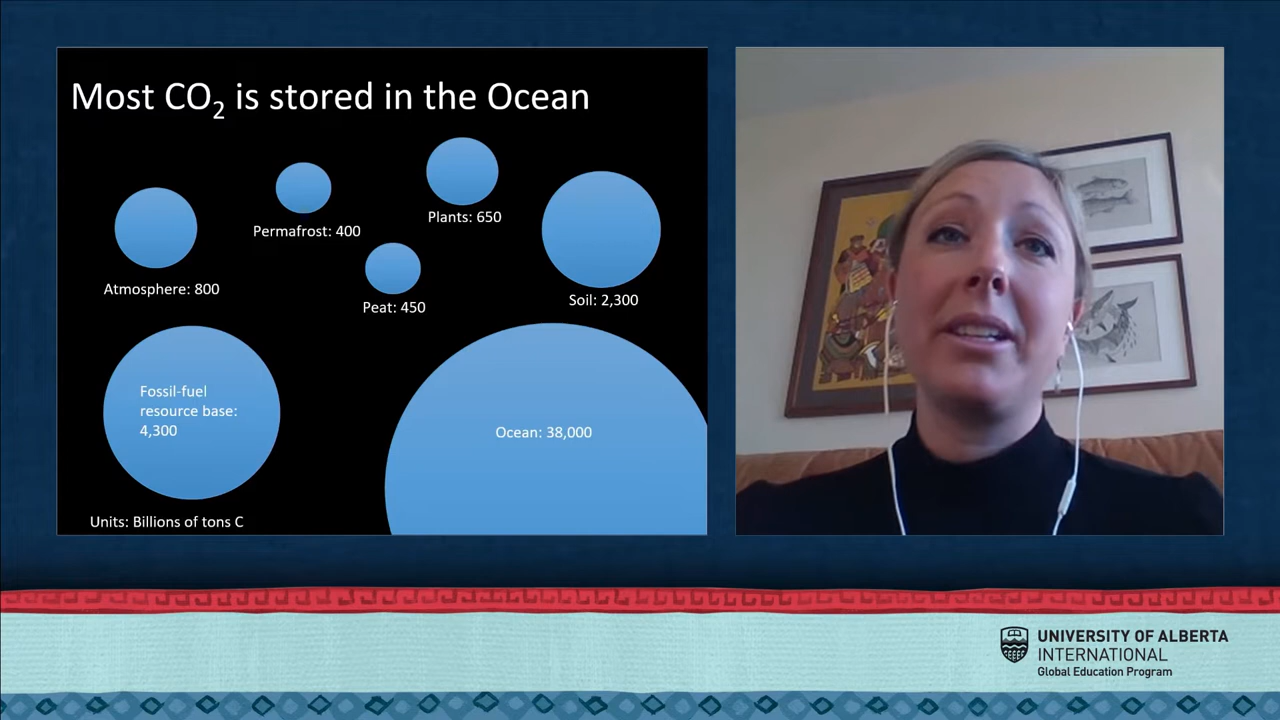 Most CO₂ is stored in the Ocean
Plants: 650
Permafrost: 400
Atmosphere: 800
Peat: 450
Soil: 2,300
Fossil-fuel
resource base:
4,300
Ocean: 38,000
Units: Billions of tons C
UNIVERSITY OF ALBERTA
INTERNATIONAL
Global Education Program